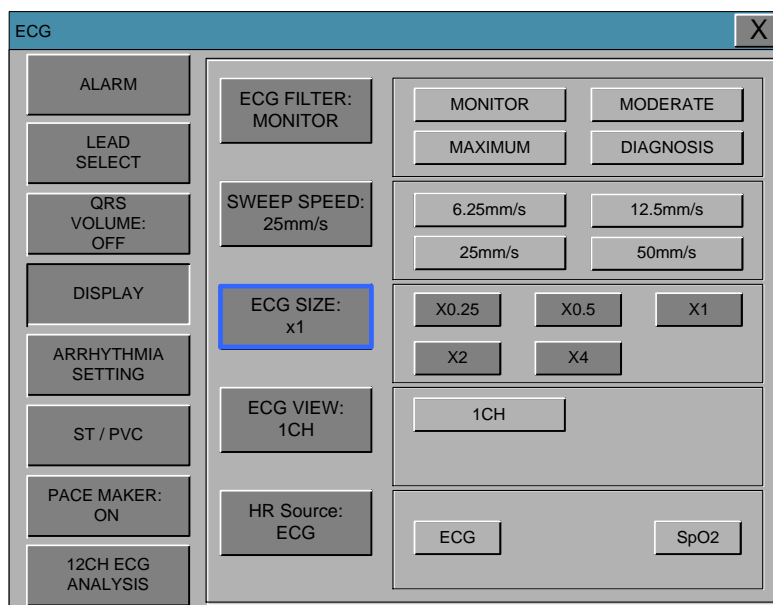 ECG
X
ALARM
LEAD
SELECT
QRS
VOLUME:
OFF
DISPLAY
ARRHYTHMIA
SETTING
ST / PVC
PACE MAKER:
ON
12CH ECG
ANALYSIS
ECG FILTER:
MONITOR
MONITOR
MODERATE
MAXIMUM
DIAGNOSIS
SWEEP SPEED:
25mm/s
6.25mm/s
12.5mm/s
25mm/s
50mm/s
ECG SIZE:
x1
X0.25
X0.5
X1
X2
X4
ECG VIEW:
1CH
1CH
HR Source:
ECG
ECG
SpO2